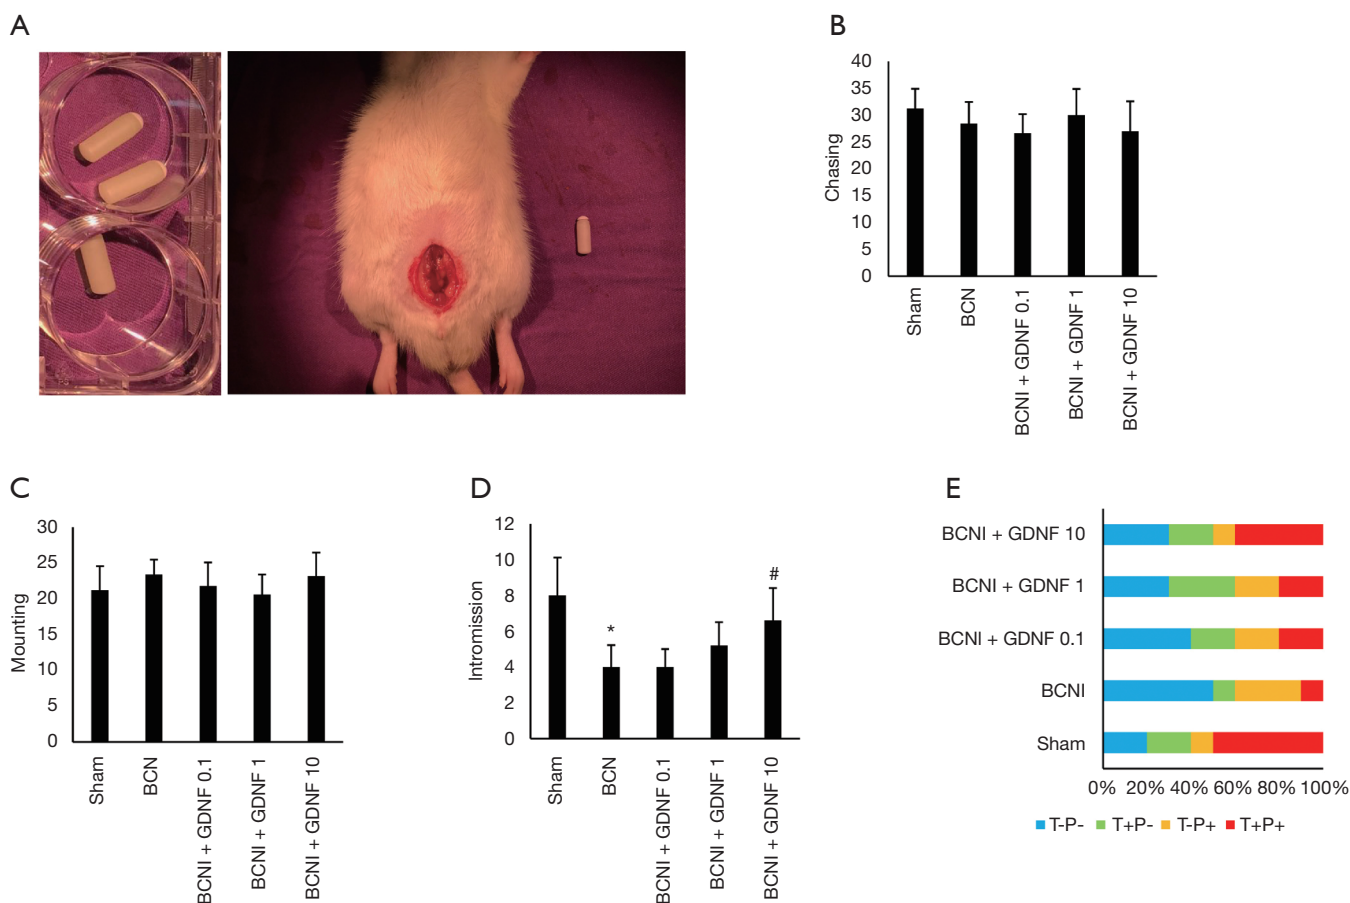 A
B
40
35
30
25
20
15
10
5
0
Chasing
Sham
BCN
BCNI + GDNF 0.1
BCNI + GDNF 1
BCNI + GDNF 10
C
30
25
20
15
10
5
0
Mounting
Sham
BCN
BCNI + GDNF 0.1
BCNI + GDNF 1
BCNI + GDNF 10
D
12
10
8
6
4
2
0
Intromission
*
#
Sham
BCN
BCNI + GDNF 0.1
BCNI + GDNF 1
BCNI + GDNF 10
E
BCNI + GDNF 10
BCNI + GDNF 1
BCNI + GDNF 0.1
BCNI
Sham
0% 20% 40% 60% 80% 100%
T-P- T+P- T-P+ T+P+